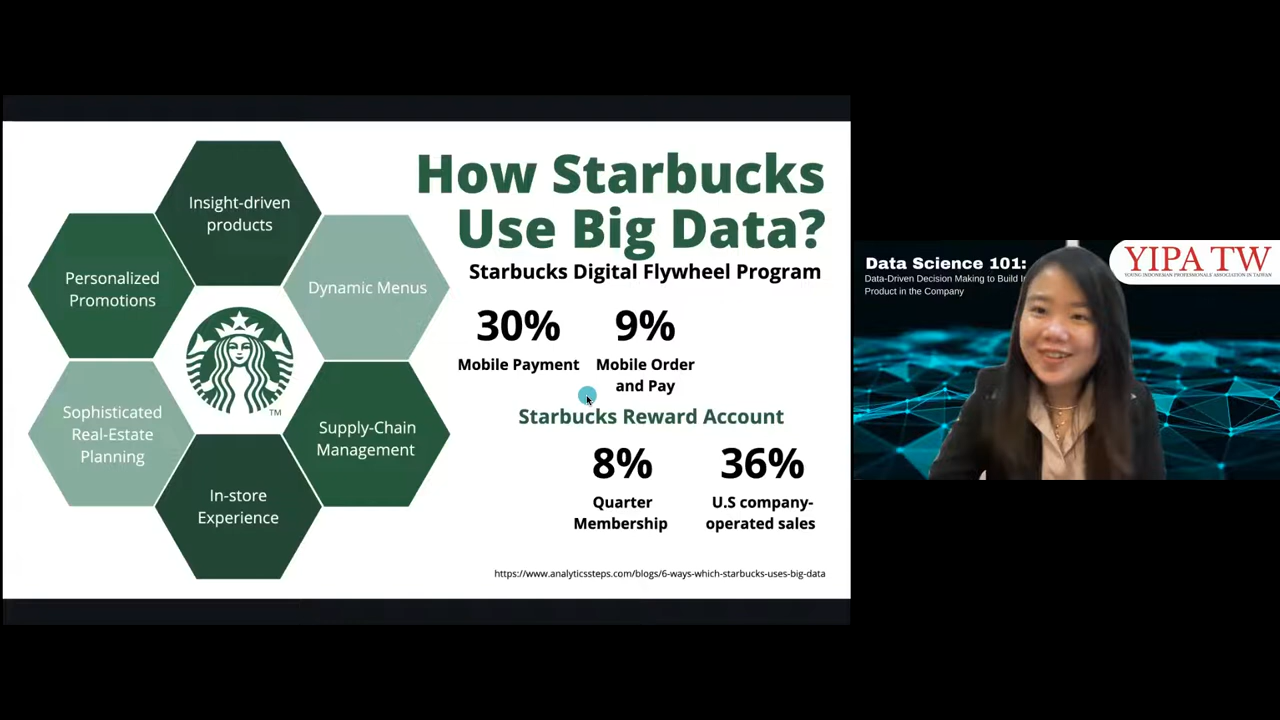 How Starbucks
Use Big Data?
Starbucks Digital Flywheel Program
30%
Mobile Payment
9%
Mobile Order
and Pay
Starbucks Reward Account
8%
Quarter
Membership
36%
U.S company-
operated sales
https://www.analyticssteps.com/blogs/6-ways-which-starbucks-uses-big-data
Insight-driven
products
Personalized
Promotions
Dynamic Menus
Sophisticated
Real-Estate
Planning
Supply-Chain
Management
In-store
Experience
TM
Data Science 101:
Data-Driven Decision Making to Build
Product in the Company
YIPA TW
YOUNG INDONESIAN PROFESSIONALS ASSOCIATION IN TAIWAN